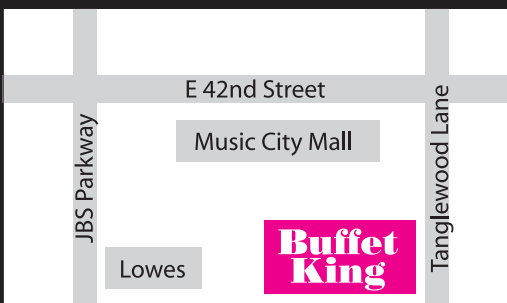 E 42nd Street
Music City Mall
JBS Parkway
Tanglewood Lane
Buffet
King
Lowes